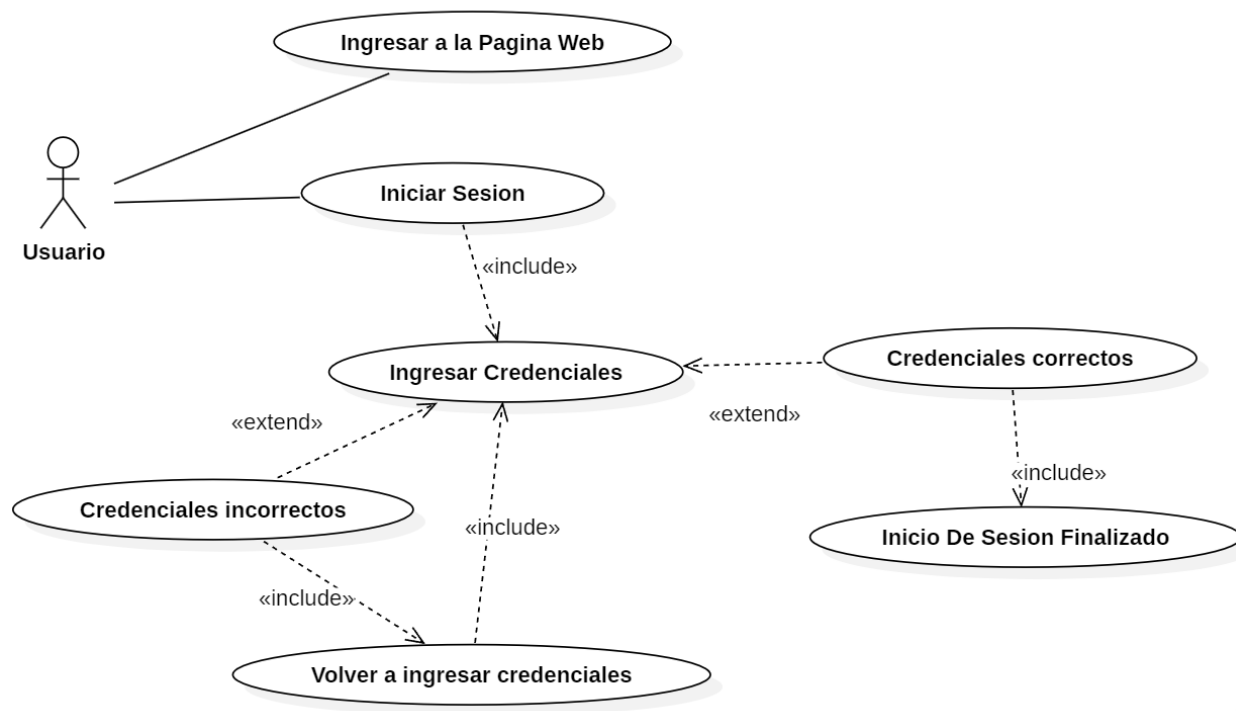 Ingresar a la Pagina Web
Iniciar Sesion
Usuario
«include»
Ingresar Credenciales
Credenciales correctos
«extend»
«extend»
«include»
Credenciales incorrectos
«include»
Inicio De Sesion Finalizado
«include»
Volver a ingresar credenciales